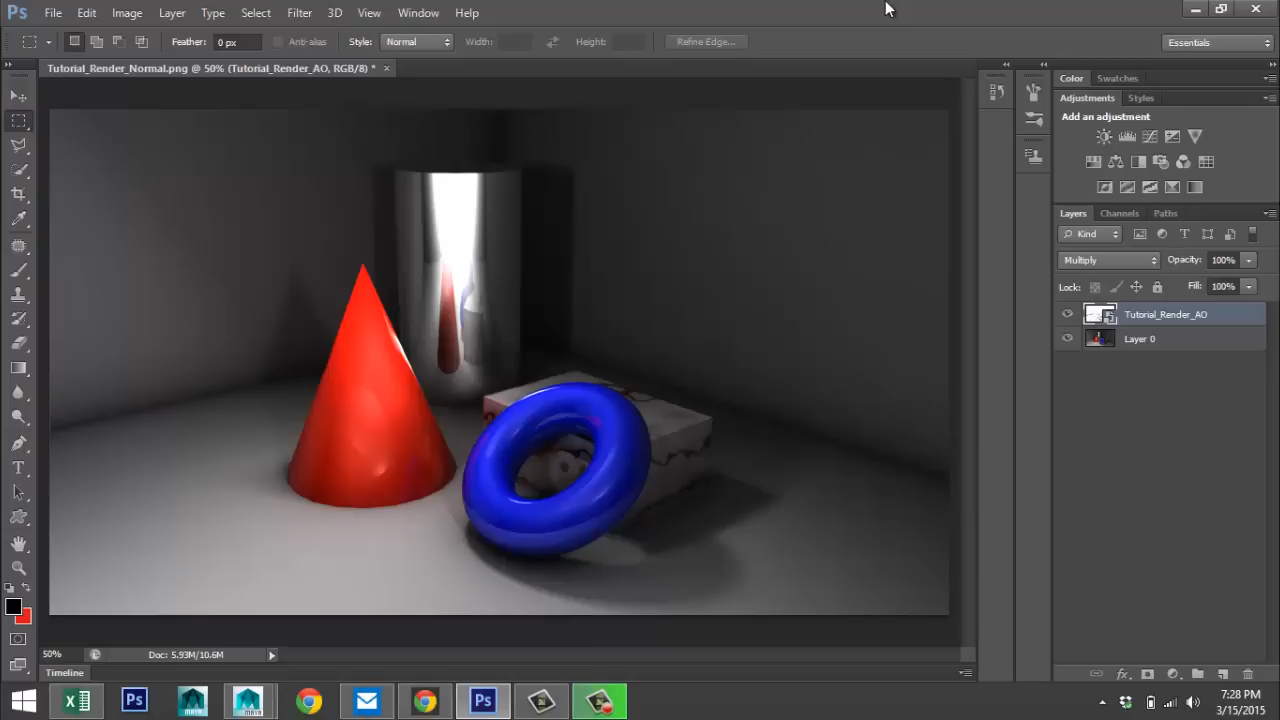 Ps File Edit Image Layer Type Select Filter 3D View Window Help
Feather: 0 px Anti-alias Style: Normal Width: Height: Refine Edge... Essentials
Tutorial_Render_Normal.png @ 50% (Tutorial_Render_AO, RGB/8) * ×
Color Swatches
Adjustments Styles
Add an adjustment
Layers Channels Paths
Kind
Multiply Opacity: 100%
Lock: Fill: 100%
Tutorial_Render_AO
Layer 0
50% Doc: 5.93M/10.6M
Timeline
7:28 PM
3/15/2015